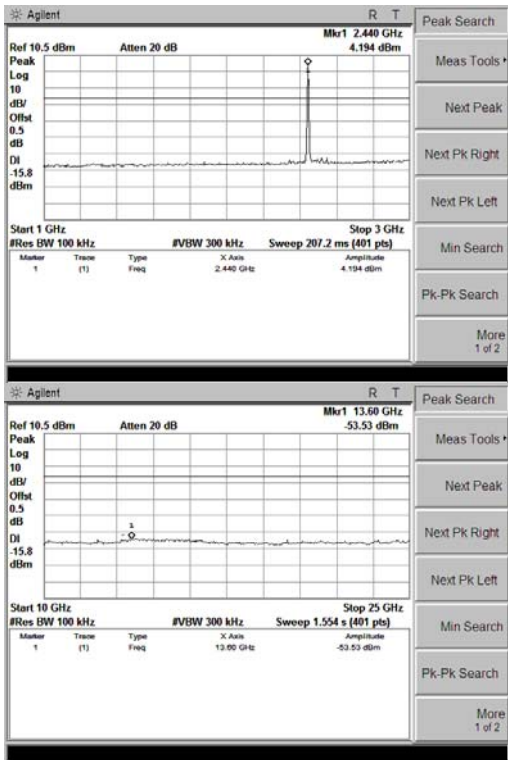 Agilent R T
Peak Search
Mkr1 2.440 GHz
Ref 10.5 dBm Atten 20 dB 4.194 dBm
Peak
Log
10
dB/
Offst
0.5
dB
DI
-15.8
dBm
1
Start 1 GHz Stop 3 GHz
#Res BW 100 kHz #VBW 300 kHz Sweep 207.2 ms (401 pts)
Marker Trace Type X Axis Amplitude
1 (1) Freq 2.440 GHz 4.194 dBm
Meas Tools
Next Peak
Next Pk Right
Next Pk Left
Min Search
Pk-Pk Search
More
1 of 2
Agilent R T
Peak Search
Mkr1 13.60 GHz
Ref 10.5 dBm Atten 20 dB -53.53 dBm
Peak
Log
10
dB/
Offst
0.5
dB
DI
-15.8
dBm
1
Start 10 GHz Stop 25 GHz
#Res BW 100 kHz #VBW 300 kHz Sweep 1.554 s (401 pts)
Marker Trace Type X Axis Amplitude
1 (1) Freq 13.60 GHz -53.53 dBm
Meas Tools
Next Peak
Next Pk Right
Next Pk Left
Min Search
Pk-Pk Search
More
1 of 2